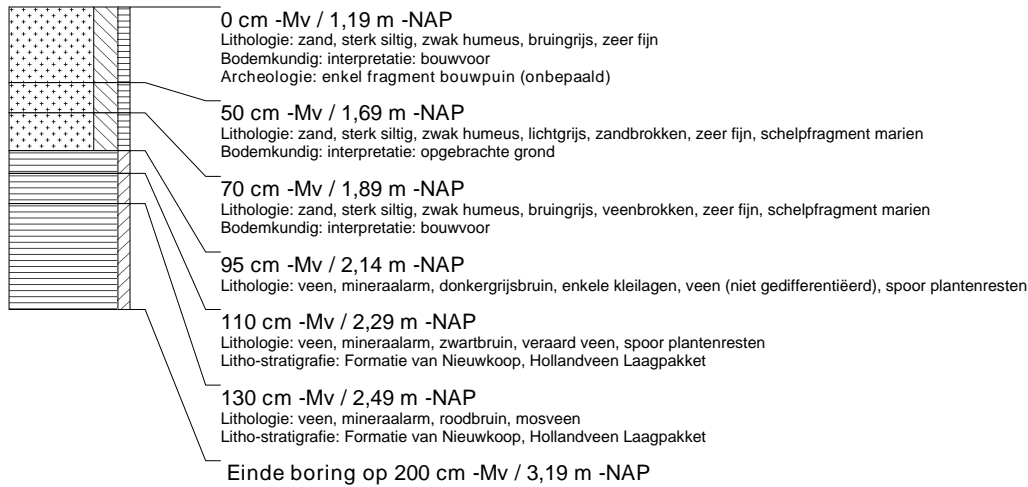 0 cm -Mv / 1,19 m -NAP
Lithologie: zand, sterk siltig, zwak humeus, bruingrijs, zeer fijn
Bodemkundig: interpretatie: bouwvoor
Archeologie: enkel fragment bouwpuin (onbepaald)
50 cm -Mv / 1,69 m -NAP
Lithologie: zand, sterk siltig, zwak humeus, lichtgrijs, zandbrokken, zeer fijn, schelpfragment marien
Bodemkundig: interpretatie: opgebrachte grond
70 cm -Mv / 1,89 m -NAP
Lithologie: zand, sterk siltig, zwak humeus, bruingrijs, veenbrokken, zeer fijn, schelpfragment marien
Bodemkundig: interpretatie: bouwvoor
95 cm -Mv / 2,14 m -NAP
Lithologie: veen, mineraalarm, donkergrijsbruin, enkele kleilagen, veen (niet gedifferentiëerd), spoor plantenresten
110 cm -Mv / 2,29 m -NAP
Lithologie: veen, mineraalarm, zwartbruin, veraard veen, spoor plantenresten
Litho-stratigrafie: Formatie van Nieuwkoop, Hollandveen Laagpakket
130 cm -Mv / 2,49 m -NAP
Lithologie: veen, mineraalarm, roodbruin, mosveen
Litho-stratigrafie: Formatie van Nieuwkoop, Hollandveen Laagpakket
Einde boring op 200 cm -Mv / 3,19 m -NAP